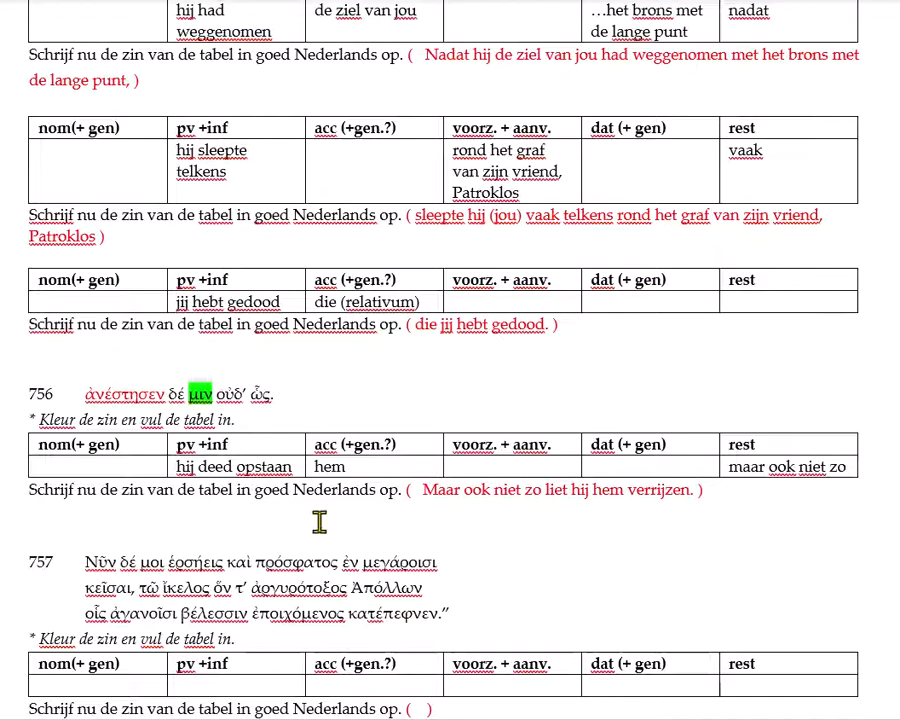 hij had de ziel van jou …het brons met nadat
weggenomen de lange punt
Schrijf nu de zin van de tabel in goed Nederlands op. ( Nadat hij de ziel van jou had weggenomen met het brons met
de lange punt, )
nom(+ gen) pv +inf acc (+gen.?) voorz. + aanv. dat (+ gen) rest
hij sleepte rond het graf vaak
telkens van zijn vriend,
Patroklos
Schrijf nu de zin van de tabel in goed Nederlands op. ( sleepte hij (jou) vaak telkens rond het graf van zijn vriend,
Patroklos )
nom(+ gen) pv +inf acc (+gen.?) voorz. + aanv. dat (+ gen) rest
jij hebt gedood die (relativum)
Schrijf nu de zin van de tabel in goed Nederlands op. ( die jij hebt gedood. )
756 ἀνέστησεν δέ μιν οὐδ’ ὧς.
* Kleur de zin en vul de tabel in.
nom(+ gen) pv +inf acc (+gen.?) voorz. + aanv. dat (+ gen) rest
hij deed opstaan hem maar ook niet zo
Schrijf nu de zin van de tabel in goed Nederlands op. ( Maar ook niet zo liet hij hem verrijzen. )
757 Νῦν δέ μοι ἑρσήεις καὶ πρόσφατος ἐν μεγάροισι
κεῖσαι, τῷ ἴκελος ὅν τ’ ἀργυρότοξος Ἀπόλλων
οἷς ἀγανοῖσι βέλεσσιν ἐποιχόμενος κατέπεφνεν.”
* Kleur de zin en vul de tabel in.
nom(+ gen) pv +inf acc (+gen.?) voorz. + aanv. dat (+ gen) rest
Schrijf nu de zin van de tabel in goed Nederlands op. ( )